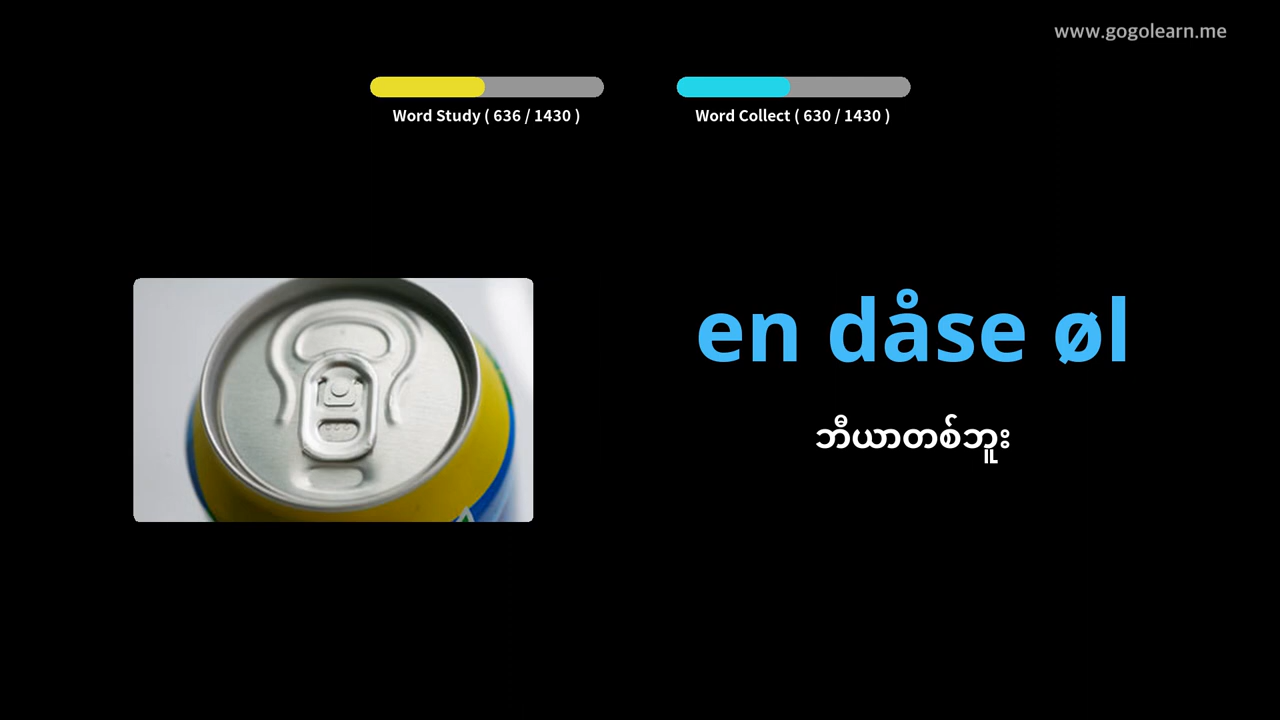 www.gogolearn.me
Word Study ( 636 / 1430 )
Word Collect ( 630 / 1430 )
en dåse øl
ဘီယာတစ်ဘူး